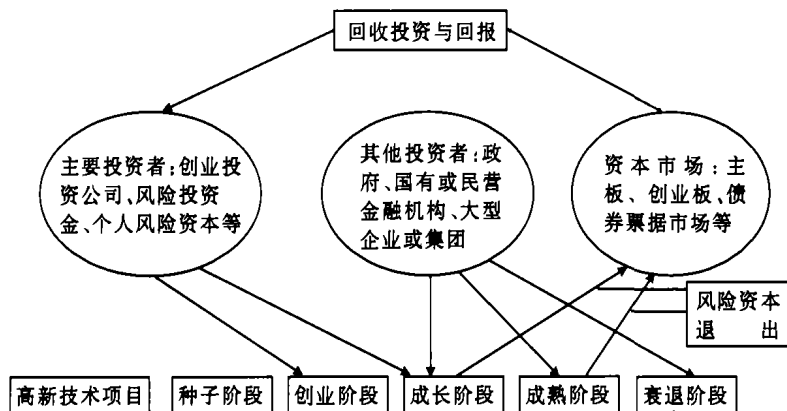 回收投资与回报
主要投资者:创业投
资公司、风险投资
金、个人风险资本等
其他投资者:政
府、国有或民营
金融机构、大型
企业或集团
资本市场:主
板、创业板、债
券票据市场等
风险资本
退出
高新技术项目
种子阶段
创业阶段
成长阶段
成熟阶段
衰退阶段